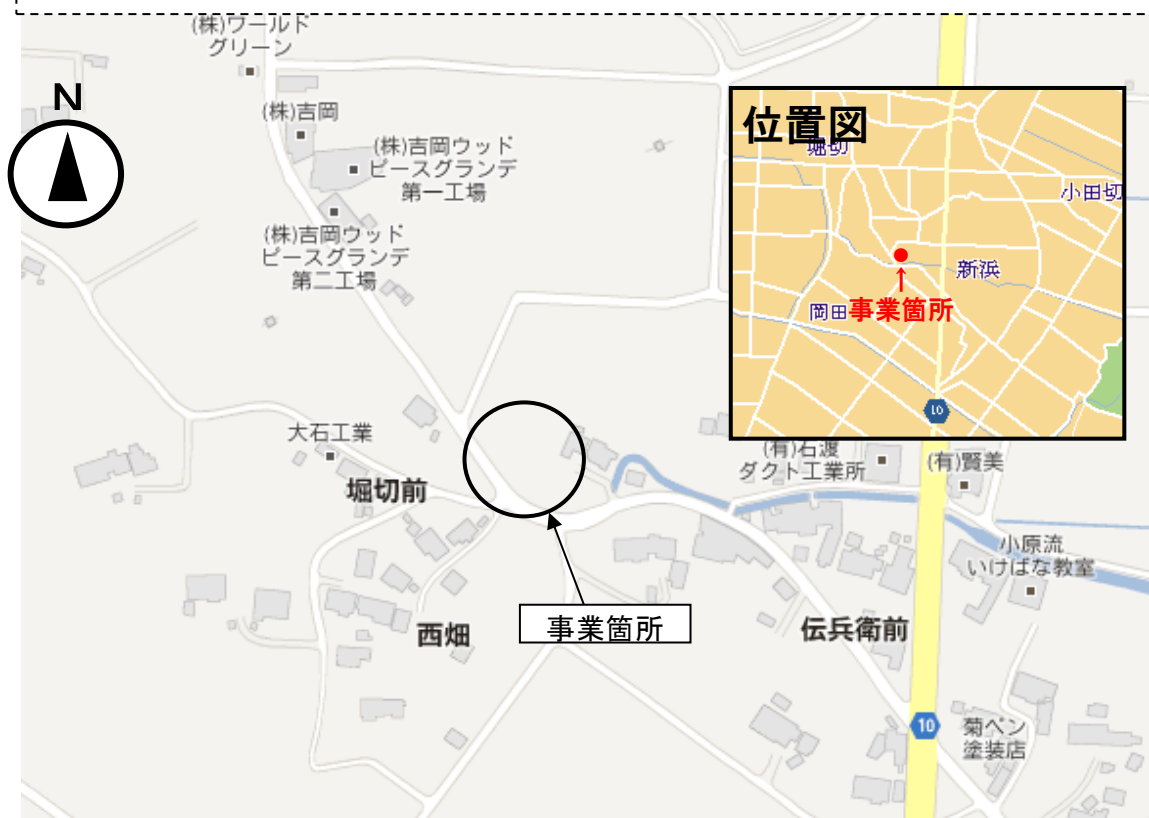 (株)ワールド
グリーン
N
(株)吉岡
(株)吉岡ウッド
ピースグランデ
第一工場
(株)吉岡ウッド
ピースグランデ
第二工場
位置図
堀切
小田切
新浜
岡田
↑
事業箇所
10
大石工業
堀切前
(有)石渡
ダクト工業所
(有)賢美
小原流
いけばな教室
事業箇所
西畑
伝兵衛前
10
菊ペン
塗装店